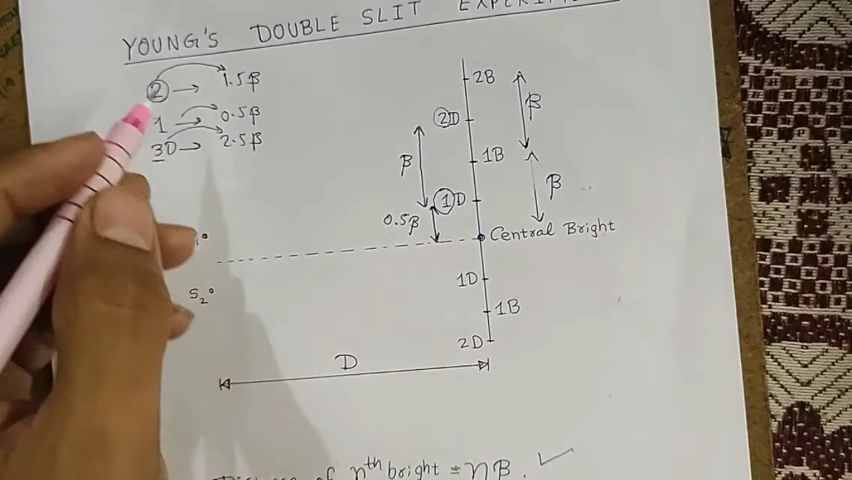 YOUNG'S DOUBLE SLIT
2 → 1.5β
1 → 0.5β
3D → 2.5β
2B
β
2D
β
1B
β
1D
0.5β
Central Bright
S₂
1D
1B
2D
D
of nth bright = nβ.